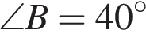 ∠B = 40°